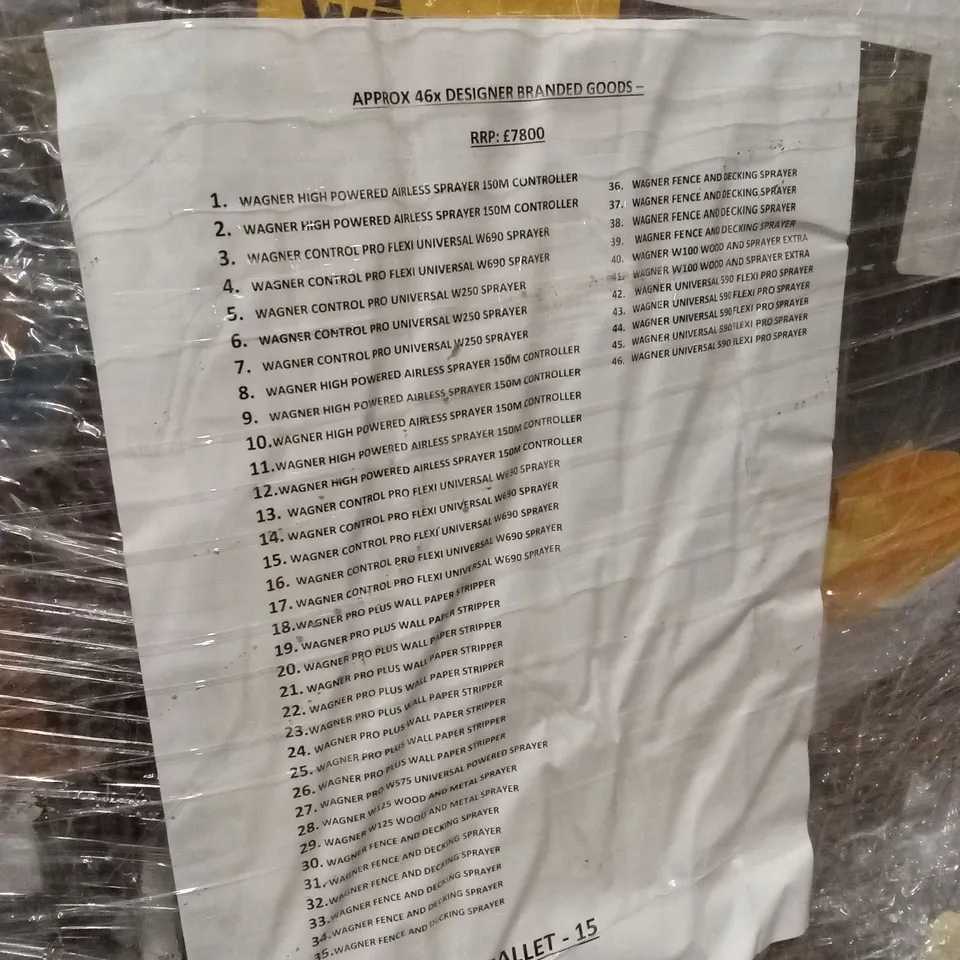 APPROX 46x DESIGNER BRANDED GOODS –
RRP: £7800
1. WAGNER HIGH POWERED AIRLESS SPRAYER 150M CONTROLLER
2. WAGNER HIGH POWERED AIRLESS SPRAYER 150M CONTROLLER
3. WAGNER CONTROL PRO FLEXI UNIVERSAL W690 SPRAYER
4. WAGNER CONTROL PRO FLEXI UNIVERSAL W690 SPRAYER
5. WAGNER CONTROL PRO UNIVERSAL W250 SPRAYER
6. WAGNER CONTROL PRO UNIVERSAL W250 SPRAYER
7. WAGNER CONTROL PRO UNIVERSAL W250 SPRAYER
8. WAGNER HIGH POWERED AIRLESS SPRAYER 150M CONTROLLER
9. WAGNER HIGH POWERED AIRLESS SPRAYER 150M CONTROLLER
10. WAGNER HIGH POWERED AIRLESS SPRAYER 150M CONTROLLER
11. WAGNER HIGH POWERED AIRLESS SPRAYER 150M CONTROLLER
12. WAGNER HIGH POWERED AIRLESS SPRAYER 150M CONTROLLER
13. WAGNER CONTROL PRO FLEXI UNIVERSAL W690 SPRAYER
14. WAGNER CONTROL PRO FLEXI UNIVERSAL W690 SPRAYER
15. WAGNER CONTROL PRO FLEXI UNIVERSAL W690 SPRAYER
16. WAGNER CONTROL PRO FLEXI UNIVERSAL W690 SPRAYER
17. WAGNER CONTROL PRO FLEXI UNIVERSAL W690 SPRAYER
18. WAGNER PRO PLUS WALL PAPER STRIPPER
19. WAGNER PRO PLUS WALL PAPER STRIPPER
20. WAGNER PRO PLUS WALL PAPER STRIPPER
21. WAGNER PRO PLUS WALL PAPER STRIPPER
22. WAGNER PRO PLUS WALL PAPER STRIPPER
23. WAGNER PRO PLUS WALL PAPER STRIPPER
24. WAGNER PRO PLUS WALL PAPER STRIPPER
25. WAGNER PRO PLUS WALL PAPER STRIPPER
26. WAGNER PRO PLUS WALL PAPER STRIPPER
27. WAGNER PRO W575 UNIVERSAL POWERED SPRAYER
28. WAGNER W125 WOOD AND METAL SPRAYER
29. WAGNER W125 WOOD AND METAL SPRAYER
30. WAGNER FENCE AND DECKING SPRAYER
31. WAGNER FENCE AND DECKING SPRAYER
32. WAGNER FENCE AND DECKING SPRAYER
33. WAGNER FENCE AND DECKING SPRAYER
34. WAGNER FENCE AND DECKING SPRAYER
35. WAGNER FENCE AND DECKING SPRAYER
36. WAGNER FENCE AND DECKING SPRAYER
37. WAGNER FENCE AND DECKING SPRAYER
38. WAGNER FENCE AND DECKING SPRAYER
39. WAGNER FENCE AND DECKING SPRAYER
40. WAGNER W100 WOOD AND SPRAYER EXTRA
41. WAGNER W100 WOOD AND SPRAYER EXTRA
42. WAGNER UNIVERSAL 590 FLEXI PRO SPRAYER
43. WAGNER UNIVERSAL 590 FLEXI PRO SPRAYER
44. WAGNER UNIVERSAL 590 FLEXI PRO SPRAYER
45. WAGNER UNIVERSAL 590 FLEXI PRO SPRAYER
46. WAGNER UNIVERSAL 590 FLEXI PRO SPRAYER
ALLET - 15